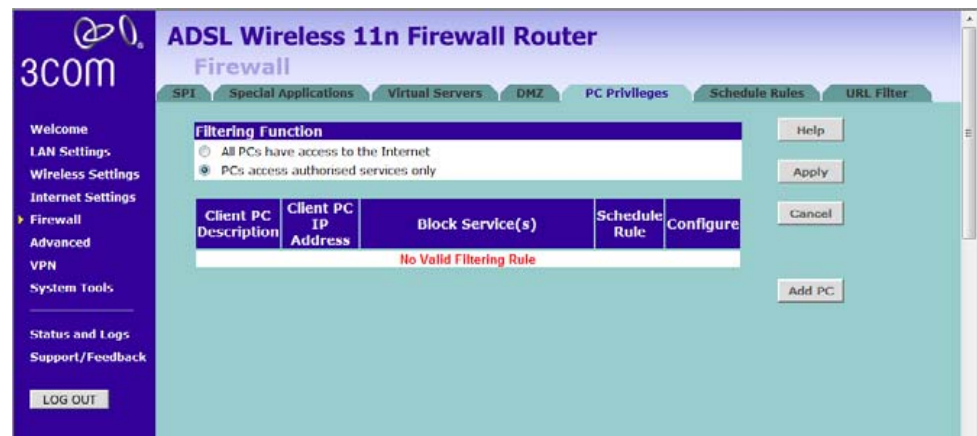 3COM
ADSL Wireless 11n Firewall Router
Firewall
SPI
Special Applications
Virtual Servers
DMZ
PC Privileges
Schedule Rules
URL Filter
Welcome
LAN Settings
Wireless Settings
Internet Settings
Firewall
Advanced
VPN
System Tools
Status and Logs
Support/Feedback
LOG OUT
Filtering Function
All PCs have access to the Internet
PCs access authorised services only
Client PC Description
Client PC IP Address
Block Service(s)
Schedule Rule
Configure
No Valid Filtering Rule
Help
Apply
Cancel
Add PC